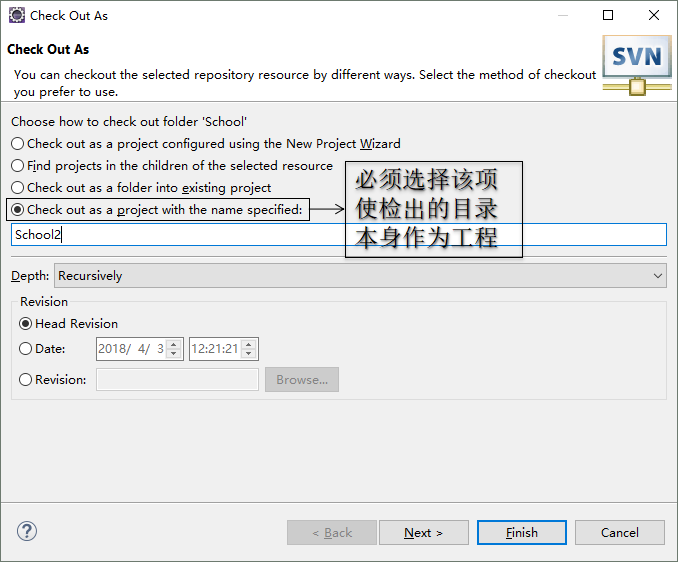 Check Out As
Check Out As
You can checkout the selected repository resource by different ways. Select the method of checkout
you prefer to use.
SVN
Choose how to check out folder 'School'
Check out as a project configured using the New Project Wizard
Find projects in the children of the selected resource
Check out as a folder into existing project
Check out as a project with the name specified:
必须选择该项
使检出的目录
本身作为工程
School2
Depth: Recursively
Revision
Head Revision
Date: 2018/ 4/ 3 12:21:21
Revision: Browse...
? < Back Next > Finish Cancel